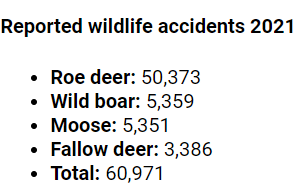 Reported wildlife accidents 2021
• Roe deer: 50,373
• Wild boar: 5,359
• Moose: 5,351
• Fallow deer: 3,386
• Total: 60,971